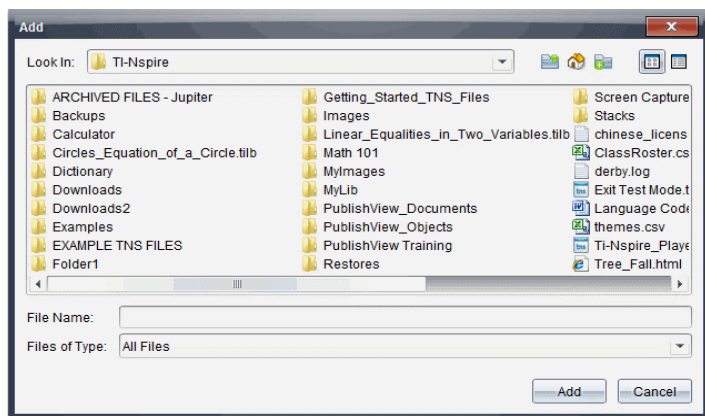 Add
Look In: TI-Nspire
ARCHIVED FILES - Jupiter
Backups
Calculator
Circles_Equation_of_a_Circle.tilb
Dictionary
Downloads
Downloads2
Examples
EXAMPLE TNS FILES
Folder1
Getting_Started_TNS_Files
Images
Linear_Equalities_in_Two_Variables.tilb
Math 101
MyImages
MyLib
PublishView_Documents
PublishView_Objects
PublishView Training
Restores
Screen Capture
Stacks
chinese_licens
ClassRoster.cs
derby.log
Exit Test Mode.t
Language Code
themes.csv
TI-Nspire_Playe
Tree_Fall.html
File Name:
Files of Type: All Files
Add Cancel